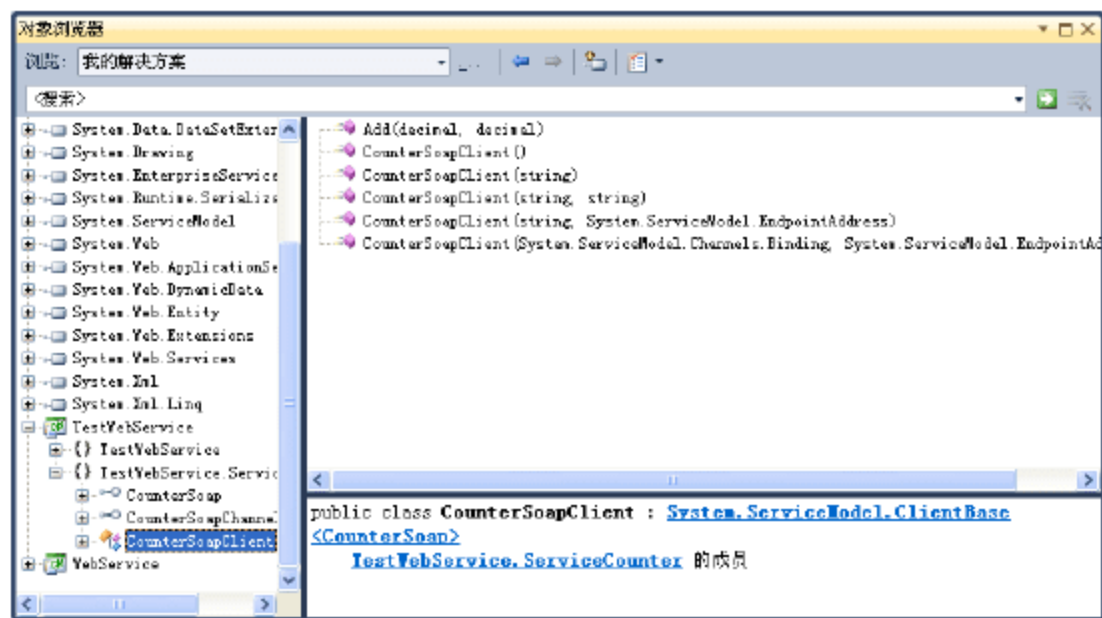 对象浏览器
浏览: 我的解决方案 ...
<搜索>
System.Data.DataSetExter
System.Drawing
System.EnterpriseService
System.Runtime.Serializa
System.ServiceModel
System.Web
System.Web.ApplicationSe
System.Web.DynamicData
System.Web.Entity
System.Web.Extensions
System.Web.Services
System.Xml
System.Xml.Linq
TestWebService
{} TestWebService
{} TestWebService.Servic
CounterSoap
CounterSoapChannel
CounterSoapClient
WebService
Add(decimal, decimal)
CounterSoapClient()
CounterSoapClient(string)
CounterSoapClient(string, string)
CounterSoapClient(string, System.ServiceModel.EndpointAddress)
CounterSoapClient(System.ServiceModel.Channels.Binding, System.ServiceModel.EndpointAd
public class CounterSoapClient : System.ServiceModel.ClientBase
<CounterSoap>
TestWebService.ServiceCounter 的成员